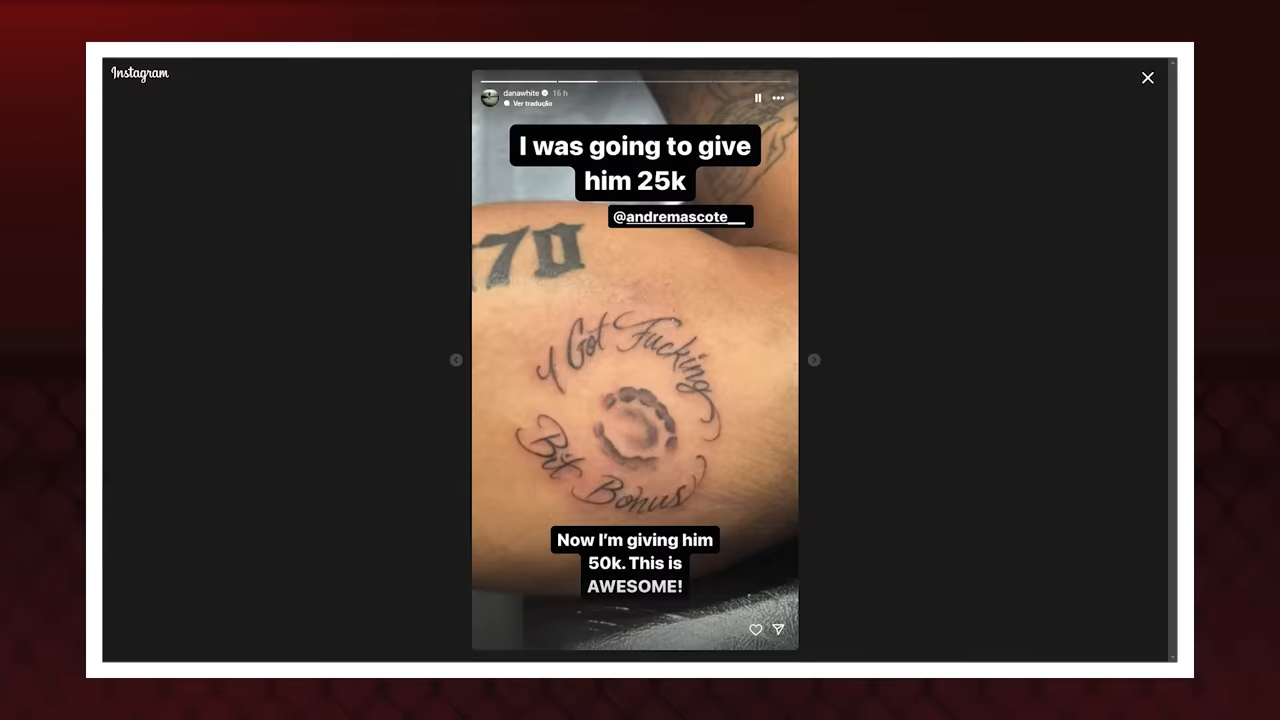 Instagram
danawhite 16 h
Ver tradução
I was going to give
him 25k
@andremascote__
70
I Got Fucking
Bit Bonus
Now I'm giving him
50k. This is
AWESOME!